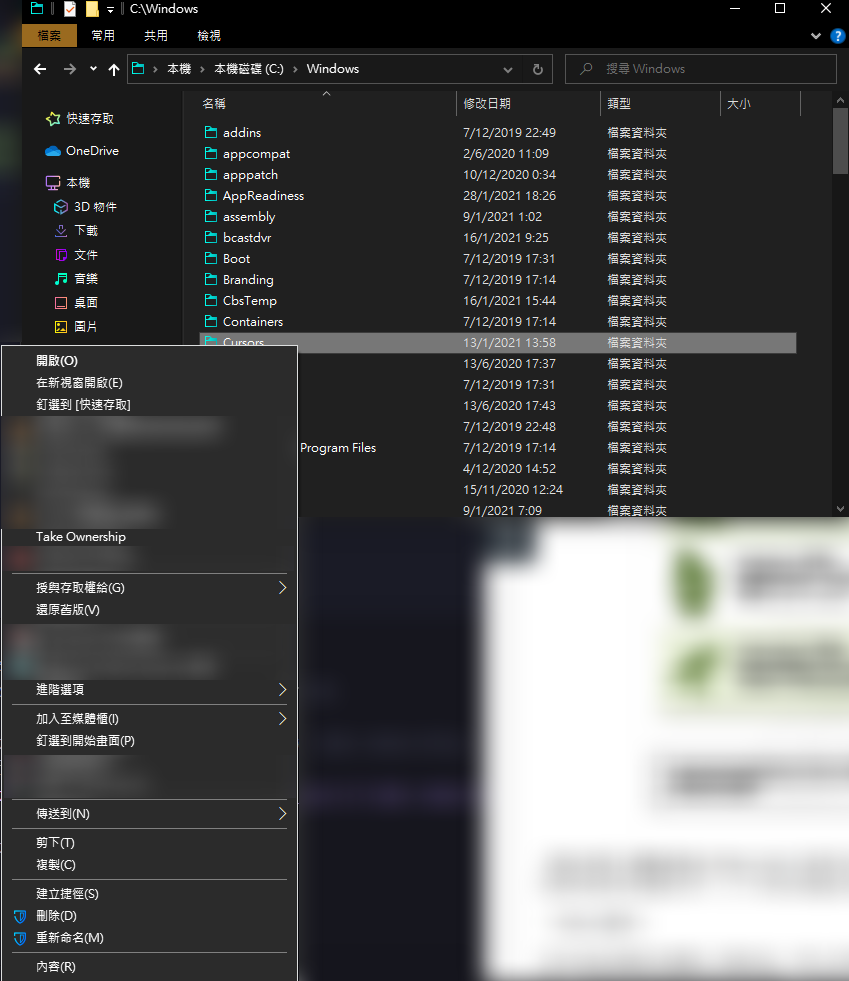 C:\Windows
檔案 常用 共用 檢視
本機 本機磁碟 (C:) Windows 搜尋 Windows
名稱 修改日期 類型 大小
快速存取
OneDrive
本機
3D 物件
下載
文件
音樂
桌面
圖片
addins 7/12/2019 22:49 檔案資料夾
appcompat 2/6/2020 11:09 檔案資料夾
apppatch 10/12/2020 0:34 檔案資料夾
AppReadiness 28/1/2021 18:26 檔案資料夾
assembly 9/1/2021 1:02 檔案資料夾
bcastdvr 16/1/2021 9:25 檔案資料夾
Boot 7/12/2019 17:31 檔案資料夾
Branding 7/12/2019 17:14 檔案資料夾
CbsTemp 16/1/2021 15:44 檔案資料夾
Containers 7/12/2019 17:14 檔案資料夾
Cursors 13/1/2021 13:58 檔案資料夾
13/6/2020 17:37 檔案資料夾
7/12/2019 17:31 檔案資料夾
13/6/2020 17:43 檔案資料夾
7/12/2019 22:48 檔案資料夾
Program Files 7/12/2019 17:14 檔案資料夾
4/12/2020 14:52 檔案資料夾
15/11/2020 12:24 檔案資料夾
9/1/2021 7:09 檔案資料夾
開啟(O)
在新視窗開啟(E)
釘選到 [快速存取]
Take Ownership
授與存取權給(G)
還原舊版(V)
進階選項
加入至媒體櫃(I)
釘選到開始畫面(P)
傳送到(N)
剪下(T)
複製(C)
建立捷徑(S)
刪除(D)
重新命名(M)
內容(R)